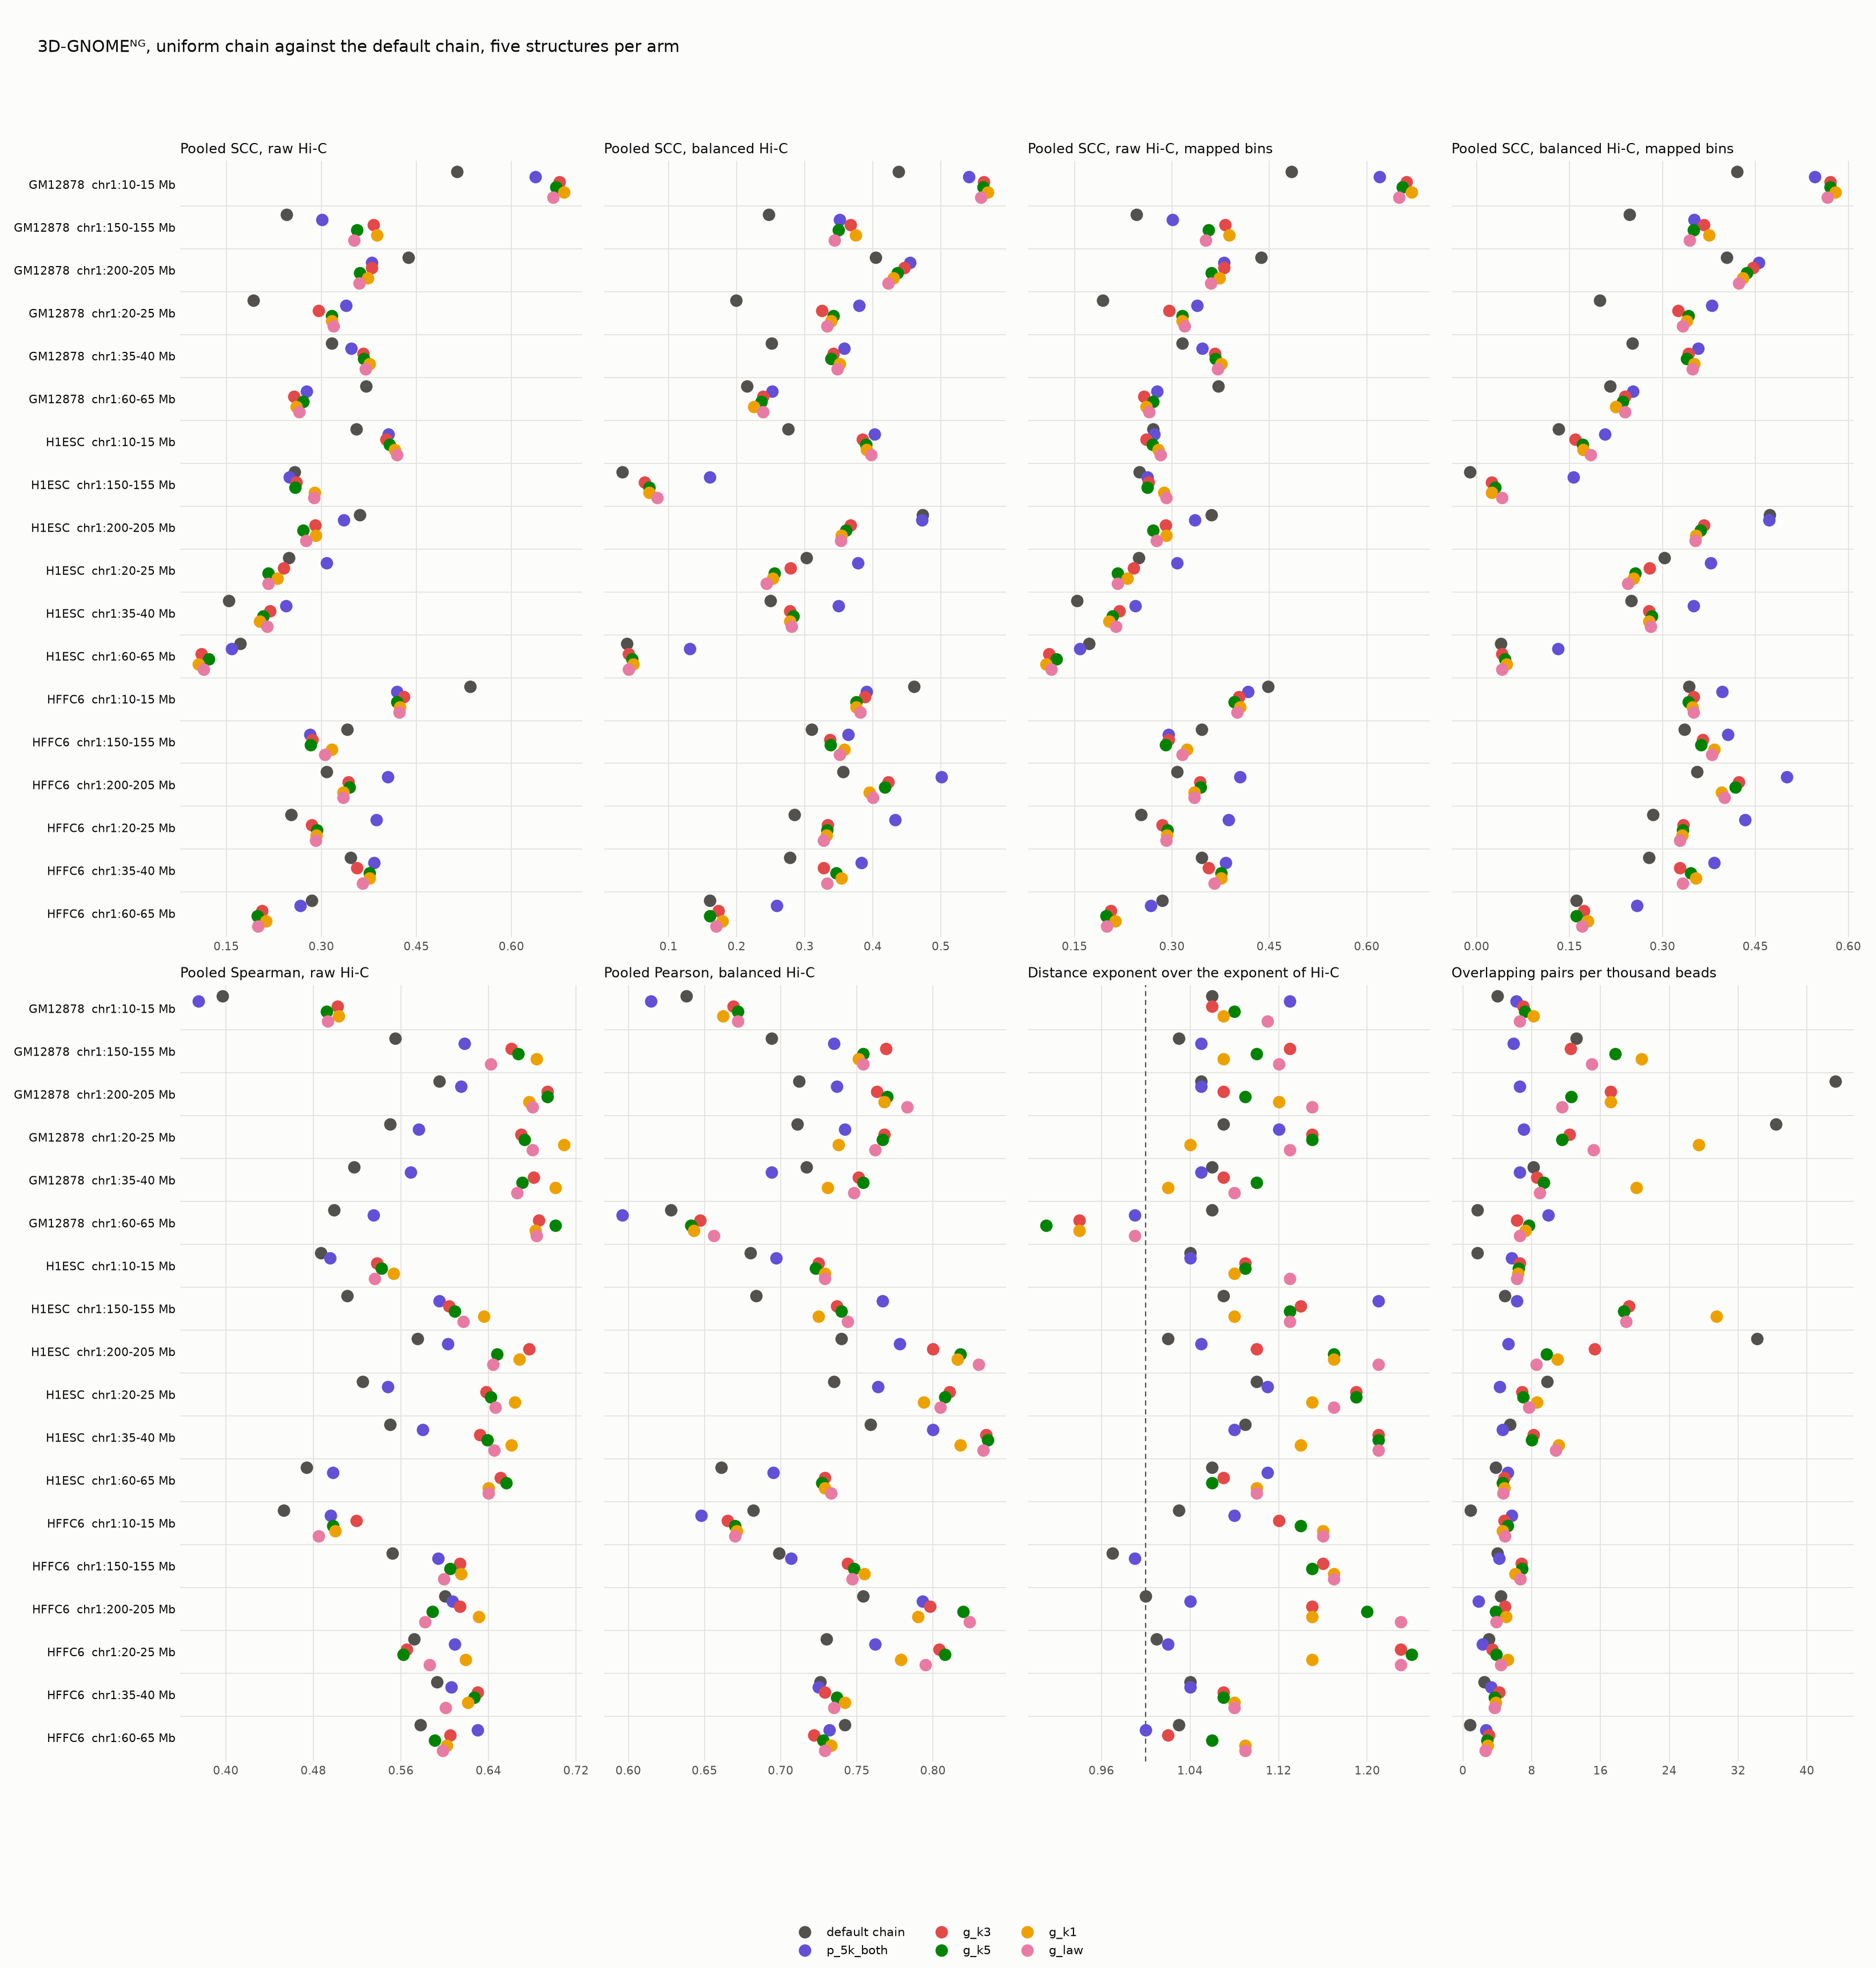 3D-GNOMEᴺᴳ, uniform chain against the default chain, five structures per arm
Pooled SCC, raw Hi-C
Pooled SCC, balanced Hi-C
Pooled SCC, raw Hi-C, mapped bins
Pooled SCC, balanced Hi-C, mapped bins
GM12878 chr1:10-15 Mb
GM12878 chr1:150-155 Mb
GM12878 chr1:200-205 Mb
GM12878 chr1:20-25 Mb
GM12878 chr1:35-40 Mb
GM12878 chr1:60-65 Mb
H1ESC chr1:10-15 Mb
H1ESC chr1:150-155 Mb
H1ESC chr1:200-205 Mb
H1ESC chr1:20-25 Mb
H1ESC chr1:35-40 Mb
H1ESC chr1:60-65 Mb
HFFC6 chr1:10-15 Mb
HFFC6 chr1:150-155 Mb
HFFC6 chr1:200-205 Mb
HFFC6 chr1:20-25 Mb
HFFC6 chr1:35-40 Mb
HFFC6 chr1:60-65 Mb
0.15 0.30 0.45 0.60
0.1 0.2 0.3 0.4 0.5
0.15 0.30 0.45 0.60
0.00 0.15 0.30 0.45 0.60
Pooled Spearman, raw Hi-C
Pooled Pearson, balanced Hi-C
Distance exponent over the exponent of Hi-C
Overlapping pairs per thousand beads
GM12878 chr1:10-15 Mb
GM12878 chr1:150-155 Mb
GM12878 chr1:200-205 Mb
GM12878 chr1:20-25 Mb
GM12878 chr1:35-40 Mb
GM12878 chr1:60-65 Mb
H1ESC chr1:10-15 Mb
H1ESC chr1:150-155 Mb
H1ESC chr1:200-205 Mb
H1ESC chr1:20-25 Mb
H1ESC chr1:35-40 Mb
H1ESC chr1:60-65 Mb
HFFC6 chr1:10-15 Mb
HFFC6 chr1:150-155 Mb
HFFC6 chr1:200-205 Mb
HFFC6 chr1:20-25 Mb
HFFC6 chr1:35-40 Mb
HFFC6 chr1:60-65 Mb
0.40 0.48 0.56 0.64 0.72
0.60 0.65 0.70 0.75 0.80
0.96 1.04 1.12 1.20
0 8 16 24 32 40
default chain
g_k3
g_k1
p_5k_both
g_k5
g_law